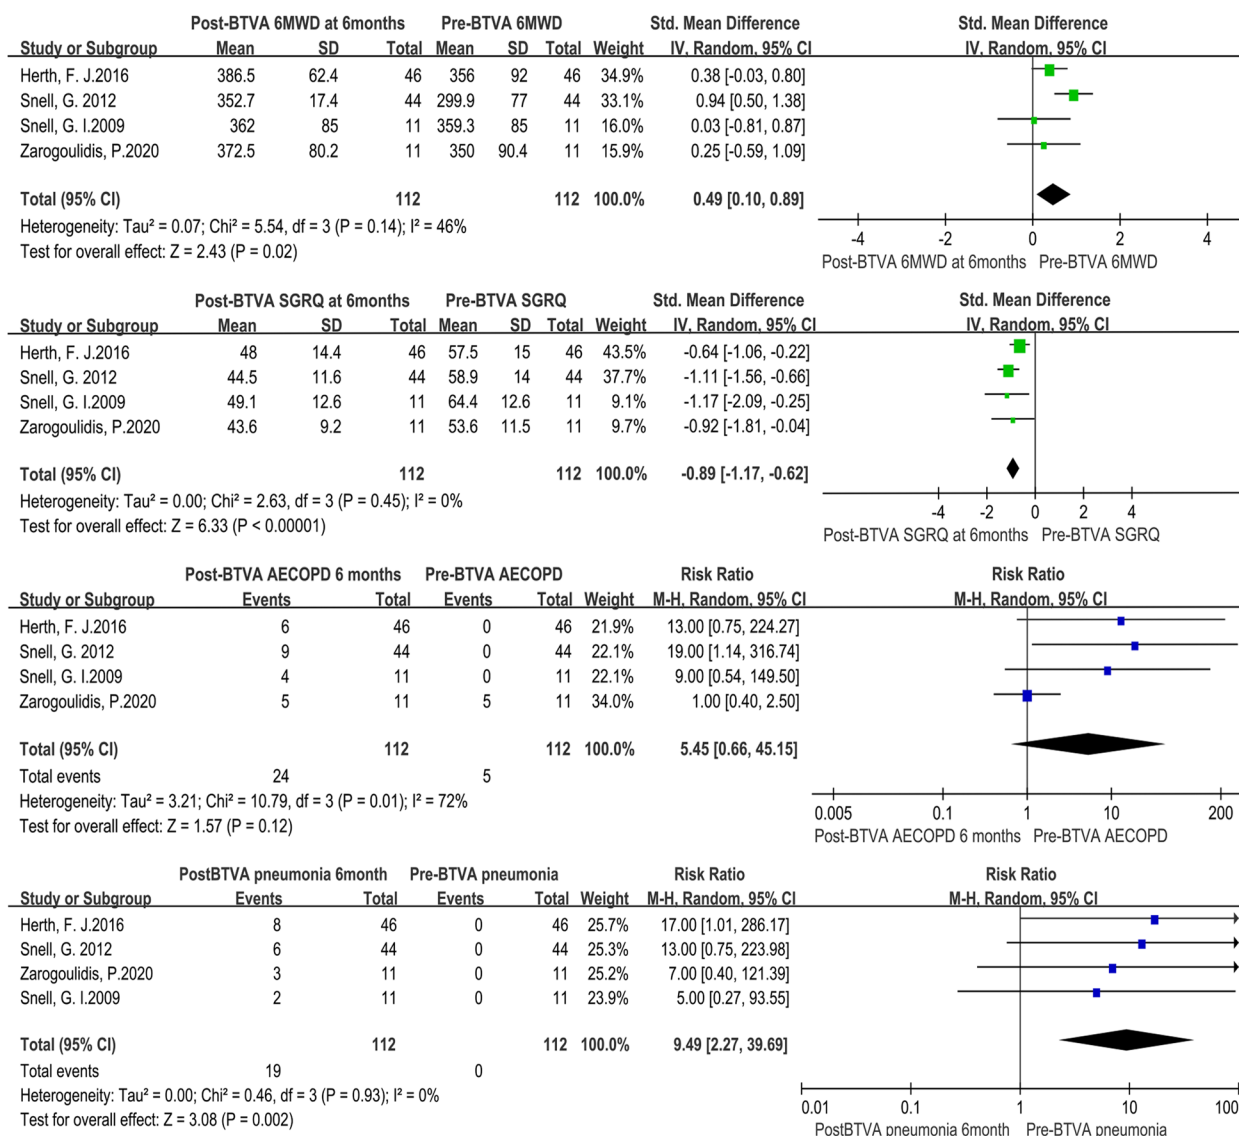 Post-BTVA 6MWD at 6months Pre-BTVA 6MWD Std. Mean Difference Std. Mean Difference
Study or Subgroup Mean SD Total Mean SD Total Weight IV, Random, 95% CI IV, Random, 95% CI
Herth, F. J.2016 386.5 62.4 46 356 92 46 34.9% 0.38 [-0.03, 0.80]
Snell, G. 2012 352.7 17.4 44 299.9 77 44 33.1% 0.94 [0.50, 1.38]
Snell, G. I.2009 362 85 11 359.3 85 11 16.0% 0.03 [-0.81, 0.87]
Zarogoulidis, P.2020 372.5 80.2 11 350 90.4 11 15.9% 0.25 [-0.59, 1.09]
Total (95% CI) 112 112 100.0% 0.49 [0.10, 0.89]
Heterogeneity: Tau² = 0.07; Chi² = 5.54, df = 3 (P = 0.14); I² = 46%
Test for overall effect: Z = 2.43 (P = 0.02)
-4 -2 0 2 4
Post-BTVA 6MWD at 6months Pre-BTVA 6MWD
Post-BTVA SGRQ at 6months Pre-BTVA SGRQ Std. Mean Difference Std. Mean Difference
Study or Subgroup Mean SD Total Mean SD Total Weight IV, Random, 95% CI IV, Random, 95% CI
Herth, F. J.2016 48 14.4 46 57.5 15 46 43.5% -0.64 [-1.06, -0.22]
Snell, G. 2012 44.5 11.6 44 58.9 14 44 37.7% -1.11 [-1.56, -0.66]
Snell, G. I.2009 49.1 12.6 11 64.4 12.6 11 9.1% -1.17 [-2.09, -0.25]
Zarogoulidis, P.2020 43.6 9.2 11 53.6 11.5 11 9.7% -0.92 [-1.81, -0.04]
Total (95% CI) 112 112 100.0% -0.89 [-1.17, -0.62]
Heterogeneity: Tau² = 0.00; Chi² = 2.63, df = 3 (P = 0.45); I² = 0%
Test for overall effect: Z = 6.33 (P < 0.00001)
-4 -2 0 2 4
Post-BTVA SGRQ at 6months Pre-BTVA SGRQ
Post-BTVA AECOPD 6 months Pre-BTVA AECOPD Risk Ratio Risk Ratio
Study or Subgroup Events Total Events Total Weight M-H, Random, 95% CI M-H, Random, 95% CI
Herth, F. J.2016 6 46 0 46 21.9% 13.00 [0.75, 224.27]
Snell, G. 2012 9 44 0 44 22.1% 19.00 [1.14, 316.74]
Snell, G. I.2009 4 11 0 11 22.1% 9.00 [0.54, 149.50]
Zarogoulidis, P.2020 5 11 5 11 34.0% 1.00 [0.40, 2.50]
Total (95% CI) 112 112 100.0% 5.45 [0.66, 45.15]
Total events 24 5
Heterogeneity: Tau² = 3.21; Chi² = 10.79, df = 3 (P = 0.01); I² = 72%
Test for overall effect: Z = 1.57 (P = 0.12)
0.005 0.1 1 10 200
Post-BTVA AECOPD 6 months Pre-BTVA AECOPD
PostBTVA pneumonia 6month Pre-BTVA pneumonia Risk Ratio Risk Ratio
Study or Subgroup Events Total Events Total Weight M-H, Random, 95% CI M-H, Random, 95% CI
Herth, F. J.2016 8 46 0 46 25.7% 17.00 [1.01, 286.17]
Snell, G. 2012 6 44 0 44 25.3% 13.00 [0.75, 223.98]
Zarogoulidis, P.2020 3 11 0 11 25.2% 7.00 [0.40, 121.39]
Snell, G. I.2009 2 11 0 11 23.9% 5.00 [0.27, 93.55]
Total (95% CI) 112 112 100.0% 9.49 [2.27, 39.69]
Total events 19 0
Heterogeneity: Tau² = 0.00; Chi² = 0.46, df = 3 (P = 0.93); I² = 0%
Test for overall effect: Z = 3.08 (P = 0.002)
0.01 0.1 1 10 100
PostBTVA pneumonia 6month Pre-BTVA pneumonia